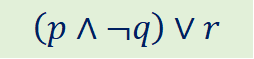 (p ∧ ¬q) ∨ r